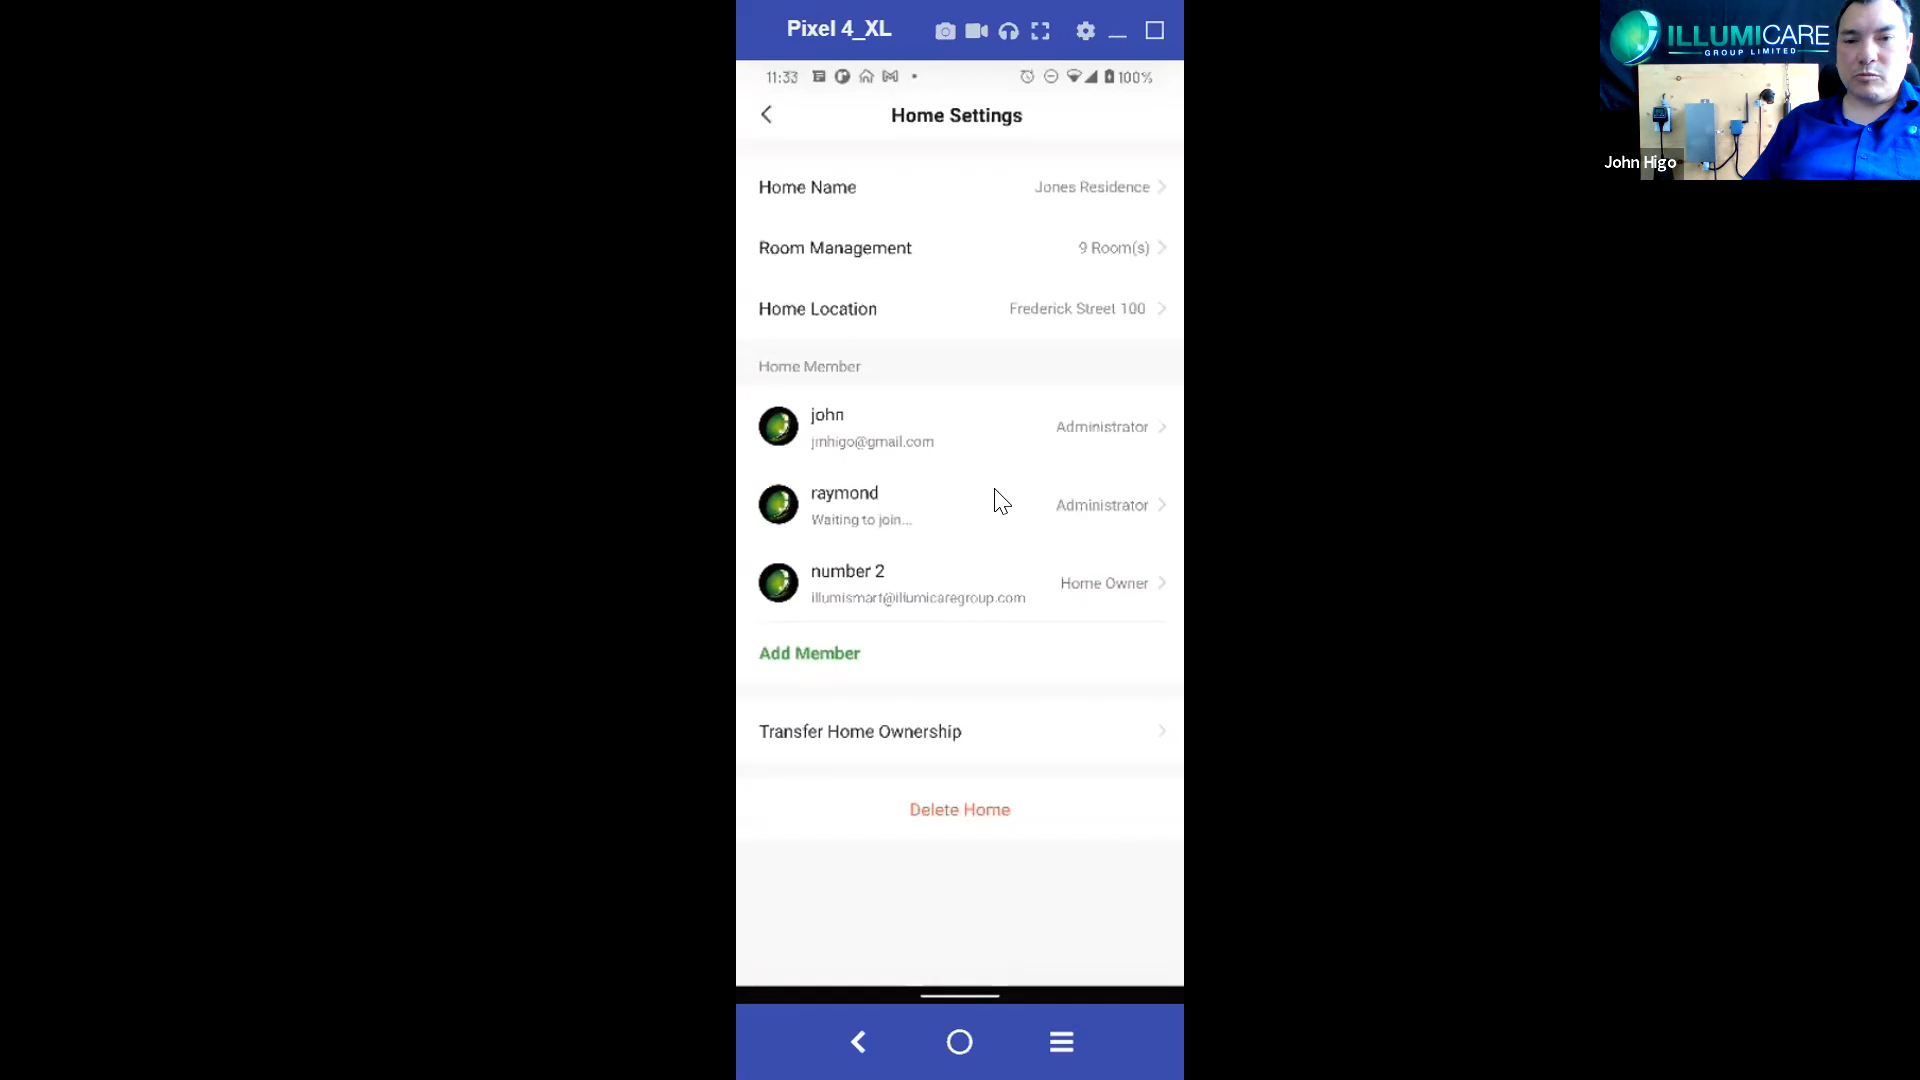 Pixel 4_XL
11:33
100%
Home Settings
Home Name
Jones Residence
Room Management
9 Room(s)
Home Location
Frederick Street 100
Home Member
john
jmhigo@gmail.com
Administrator
raymond
Waiting to join...
Administrator
number 2
illumismart@illumicaregroup.com
Home Owner
Add Member
Transfer Home Ownership
Delete Home
ILLUMICARE
GROUP LIMITED
John Higo